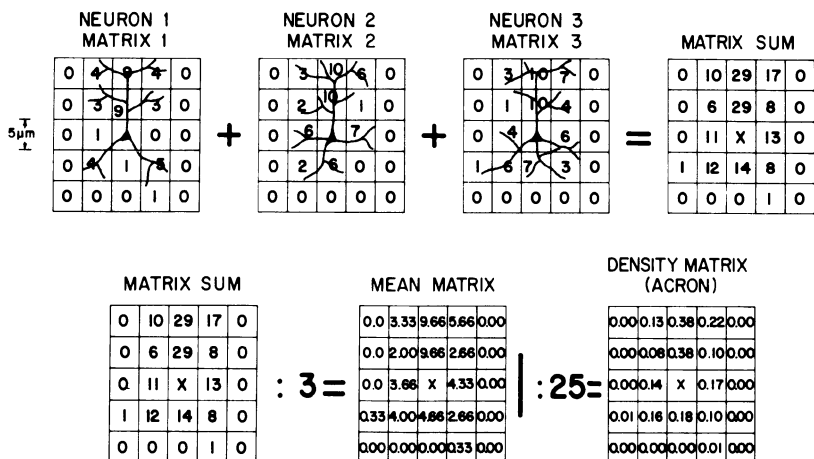 NEURON 1 NEURON 2 NEURON 3
MATRIX 1 MATRIX 2 MATRIX 3 MATRIX SUM
0 4 9 4 0 0 3 10 6 0 0 3 10 7 0 0 10 29 17 0
0 3 9 3 0 0 2 10 1 0 0 1 10 4 0 0 6 29 8 0
5μm 0 1 0 0 + 0 6 7 0 + 0 4 6 0 = 0 11 X 13 0
0 4 1 5 0 0 2 6 0 0 1 6 7 3 0 1 12 14 8 0
0 0 0 1 0 0 0 0 0 0 0 0 0 0 0 0 0 0 1 0
MATRIX SUM MEAN MATRIX DENSITY MATRIX
(ACRON)
0 10 29 17 0 0.0 3.33 9.66 5.66 0.00 0.00 0.13 0.38 0.22 0.00
0 6 29 8 0 0.0 2.00 9.66 2.66 0.00 0.00 0.08 0.38 0.10 0.00
0. 11 X 13 0 : 3 = 0.0 3.66 X 4.33 0.00 : 25 = 0.00 0.14 X 0.17 0.00
1 12 14 8 0 0.33 4.00 4.66 2.66 0.00 0.01 0.16 0.18 0.10 0.00
0 0 0 1 0 0.00 0.00 0.00 0.33 0.00 0.00 0.00 0.00 0.01 0.00